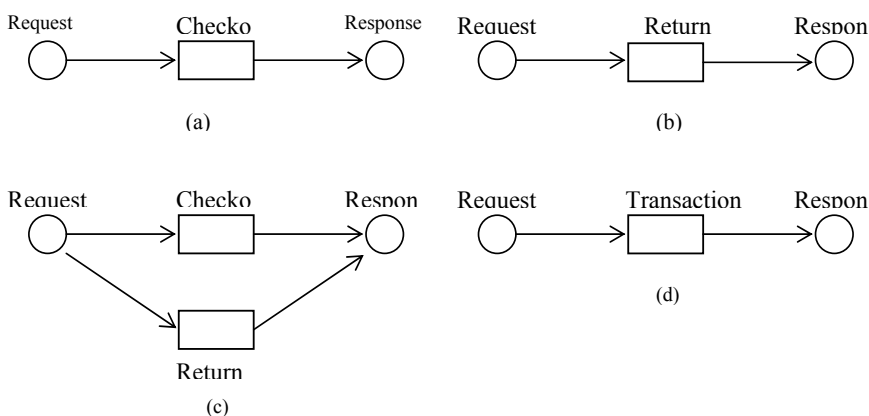 Request Checko Response
Request Return Respon
(a)
(b)
Request Checko Respon
Request Transaction Respon
(d)
Return
(c)